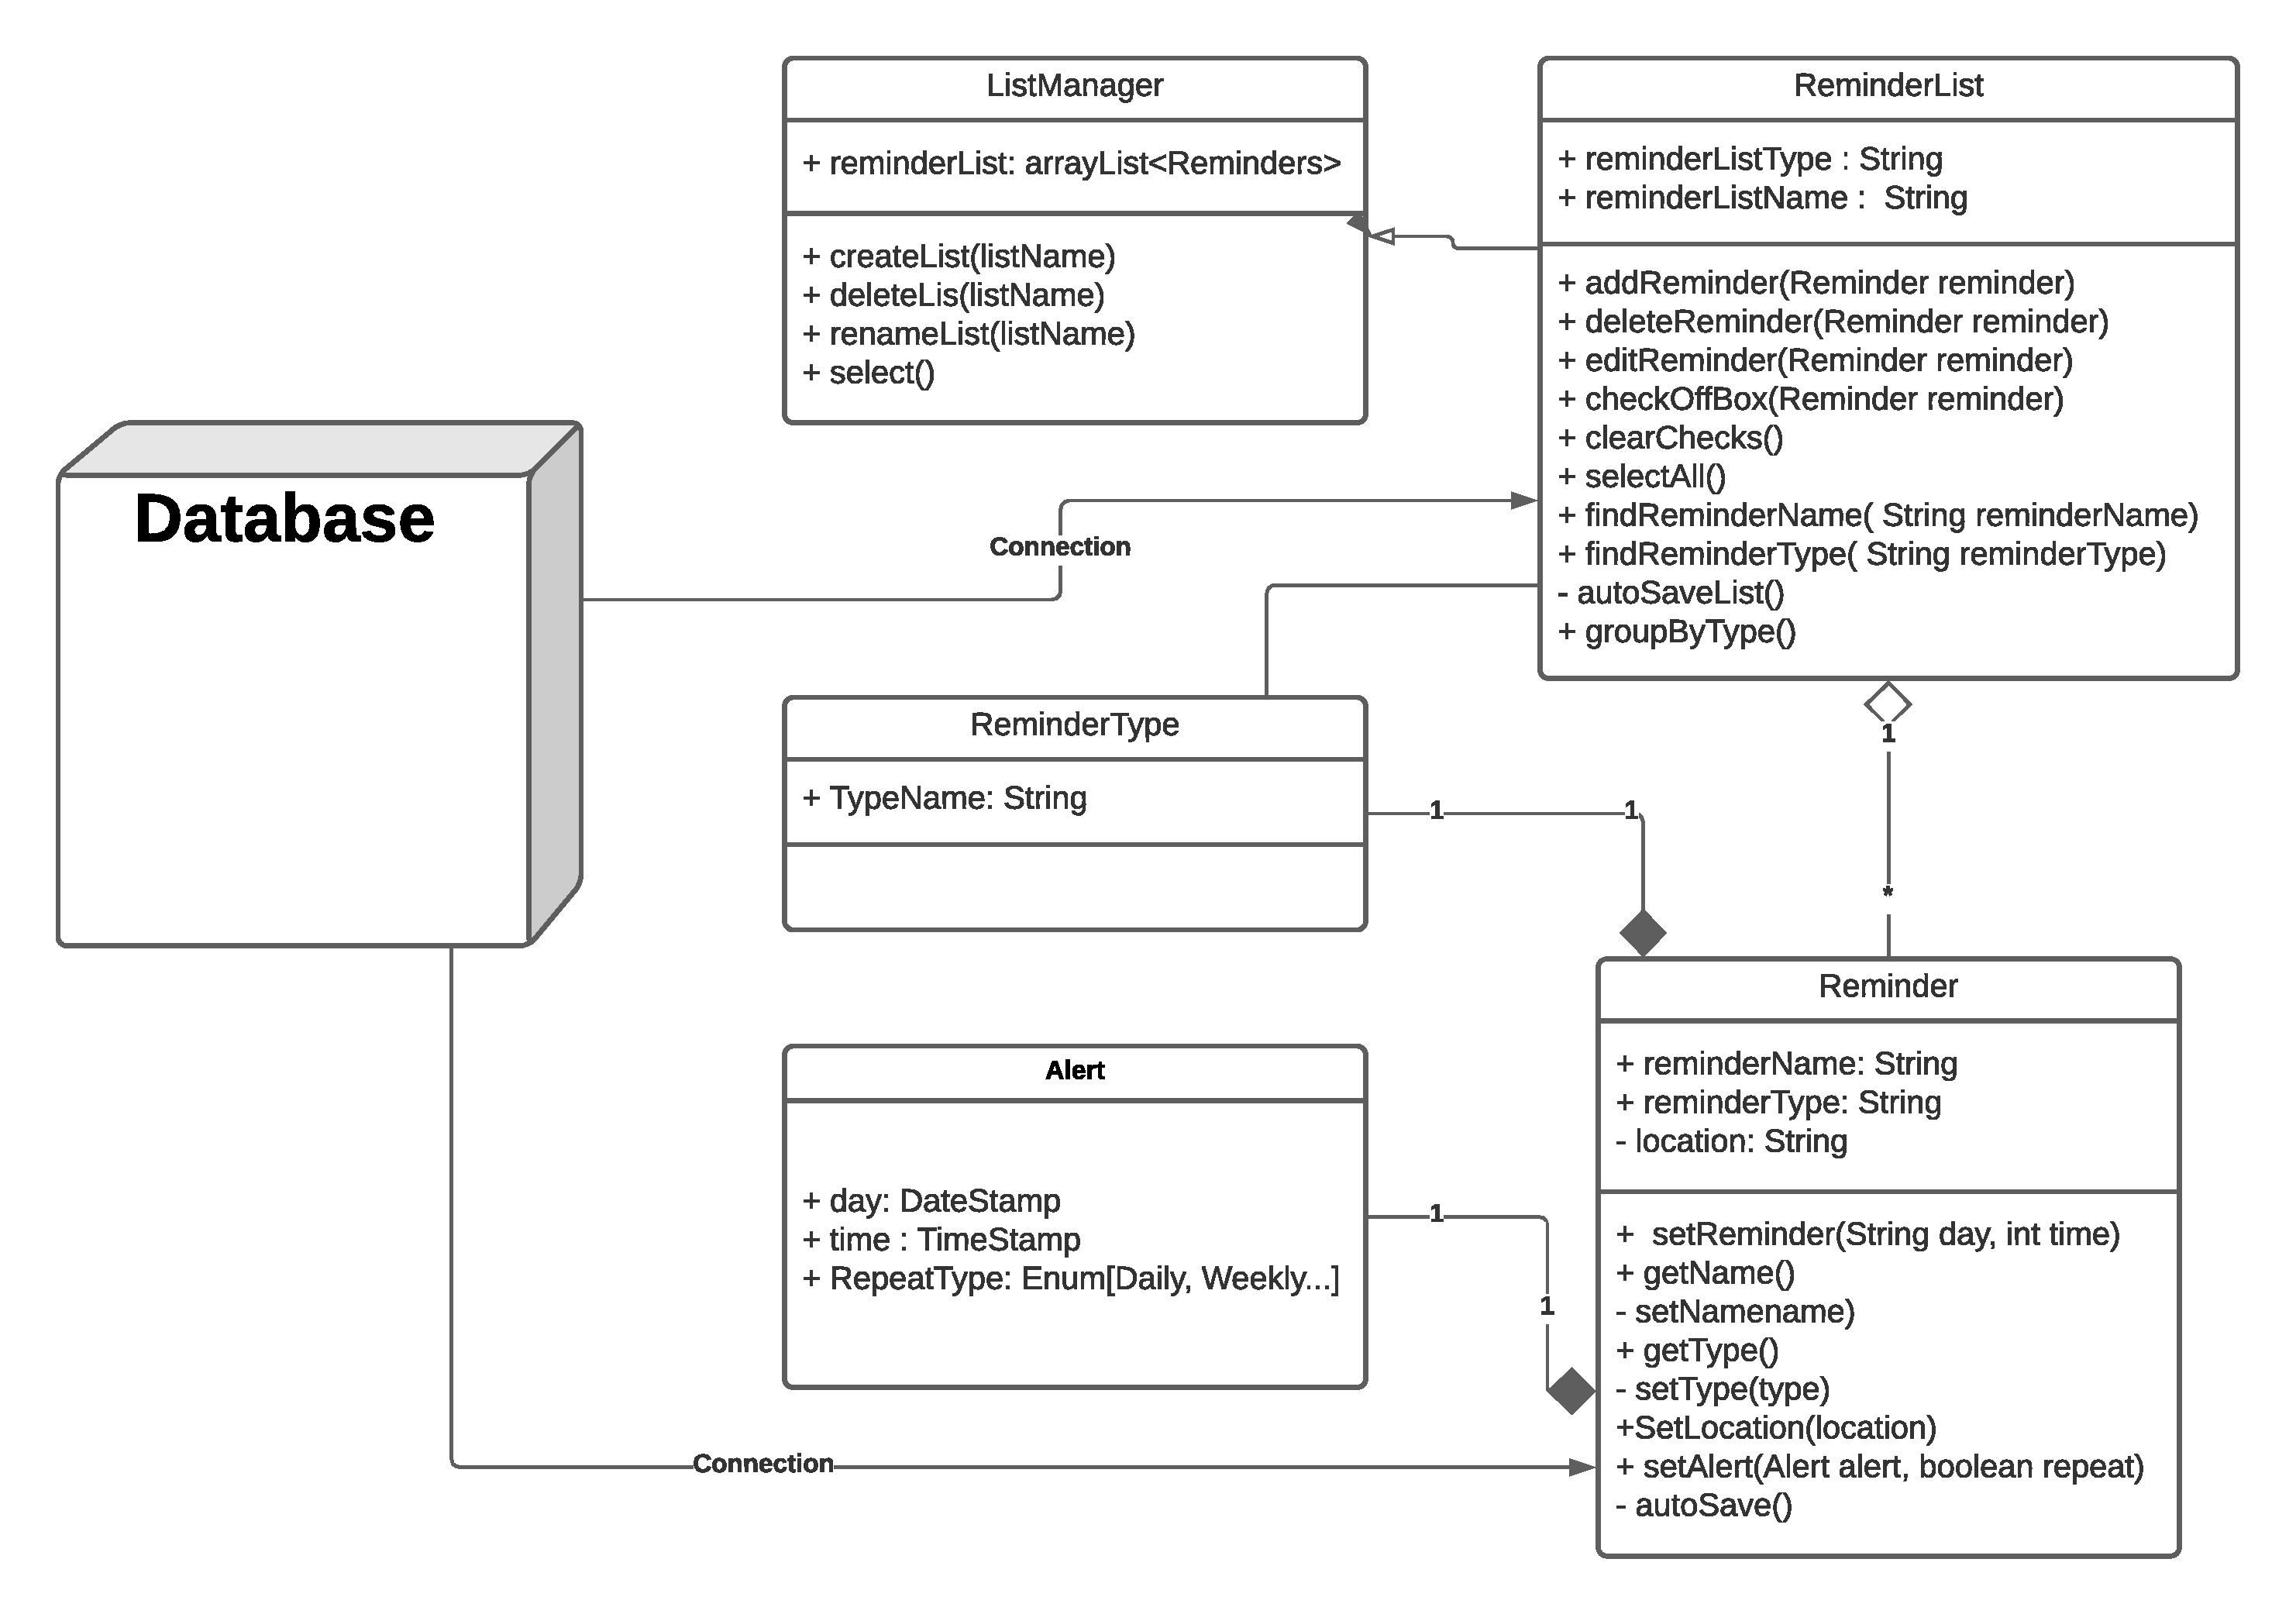 ListManager
+ reminderList: arrayList<Reminders>
+ createList(listName)
+ deleteLis(listName)
+ renameList(listName)
+ select()
ReminderList
+ reminderListType : String
+ reminderListName :  String
+ addReminder(Reminder reminder)
+ deleteReminder(Reminder reminder)
+ editReminder(Reminder reminder)
+ checkOffBox(Reminder reminder)
+ clearChecks()
+ selectAll()
+ findReminderName( String reminderName)
+ findReminderType( String reminderType)
- autoSaveList()
+ groupByType()
Database
Connection
ReminderType
+ TypeName: String
1
1
1
*
Alert
+ day: DateStamp
+ time : TimeStamp
+ RepeatType: Enum[Daily, Weekly...]
1
1
Reminder
+ reminderName: String
+ reminderType: String
- location: String
+  setReminder(String day, int time)
+ getName()
- setNamename)
+ getType()
- setType(type)
+SetLocation(location)
+ setAlert(Alert alert, boolean repeat)
- autoSave()
Connection